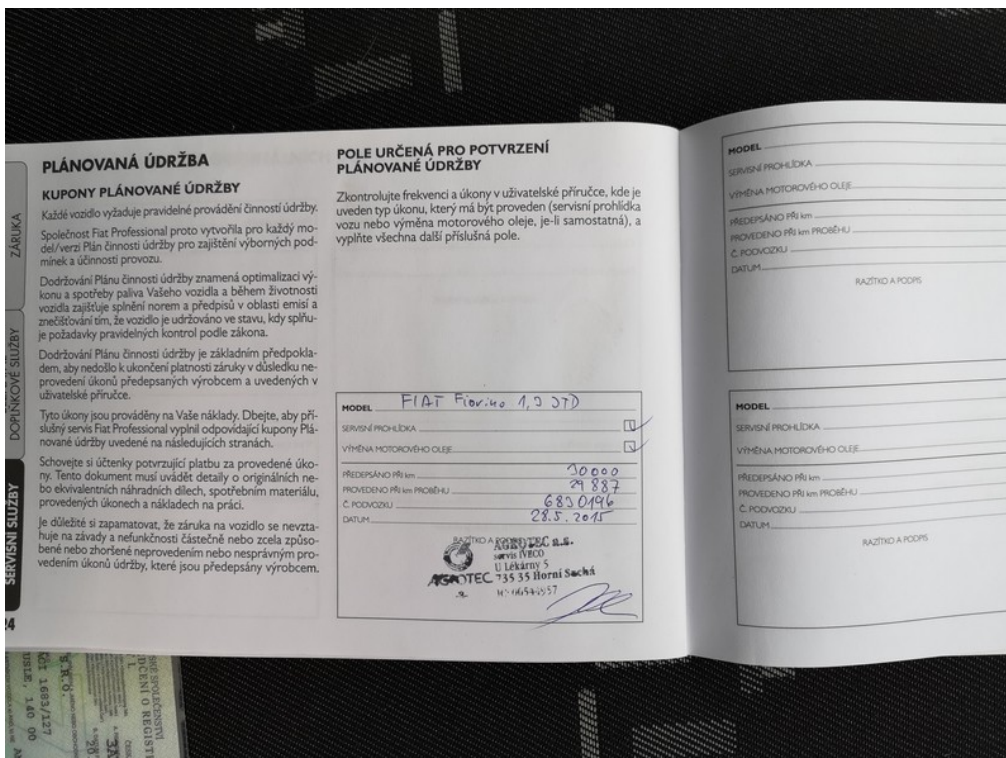 ZÁRUKA
DOPLŇKOVÉ SLUŽBY
SERVISNÍ SLUŽBY
PLÁNOVANÁ ÚDRŽBA
KUPONY PLÁNOVANÉ ÚDRŽBY
Každé vozidlo vyžaduje pravidelné provádění činností údržby.
Společnost Fiat Professional proto vytvořila pro každý mo-
del/verzi Plán činnosti údržby pro zajištění výborných pod-
mínek a účinnosti provozu.
Dodržování Plánu činnosti údržby znamená optimalizaci vý-
konu a spotřeby paliva Vašeho vozidla a během životnosti
vozidla zajišťuje splnění norem a předpisů v oblasti emisí a
znečišťování tím, že vozidlo je udržováno ve stavu, kdy splňu-
je požadavky pravidelných kontrol podle zákona.
Dodržování Plánu činnosti údržby je základním předpokla-
dem, aby nedošlo k ukončení platnosti záruky v důsledku ne-
provedení úkonů předepsaných výrobcem a uvedených v
uživatelské příručce.
Tyto úkony jsou prováděny na Vaše náklady. Dbejte, aby pří-
slušný servis Fiat Professional vyplnil odpovídající kupony Plá-
nované údržby uvedené na následujících stranách.
Schovejte si účtenky potvrzující platbu za provedené úko-
ny. Tento dokument musí uvádět detaily o originálních ne-
bo ekvivalentních náhradních dílech, spotřebním materiálu,
provedených úkonech a nákladech na práci.
Je důležité si zapamatovat, že záruka na vozidlo se nevzta-
huje na závady a nefunkčnosti částečně nebo zcela způso-
bené nebo zhoršené neprovedením nebo nesprávným pro-
vedením úkonů údržby, které jsou předepsány výrobcem.
24
POLE URČENÁ PRO POTVRZENÍ
PLÁNOVANÉ ÚDRŽBY
Zkontrolujte frekvenci a úkony v uživatelské příručce, kde je
uveden typ úkonu, který má být proveden (servisní prohlídka
vozu nebo výměna motorového oleje, je-li samostatná), a
vyplňte všechna další příslušná pole.
MODEL FIAT Fiorino 1,3 JTD
SERVISNÍ PROHLÍDKA
VÝMĚNA MOTOROVÉHO OLEJE
PŘEDEPSÁNO PŘI km 30000
PROVEDENO PŘI km PROBĚHU 29 887
Č. PODVOZKU 6830196
DATUM 28.5.2015
RAZÍTKO A PODPIS
AGROTEC a.s.
servis IVECO
U Lékárny 5
AGROTEC 735 35 Horní Suchá
MODEL
SERVISNÍ PROHLÍDKA
VÝMĚNA MOTOROVÉHO OLEJE
PŘEDEPSÁNO PŘI km
PROVEDENO PŘI km PROBĚHU
Č. PODVOZKU
DATUM
RAZÍTKO A PODPIS
MODEL
SERVISNÍ PROHLÍDKA
VÝMĚNA MOTOROVÉHO OLEJE
PŘEDEPSÁNO PŘI km
PROVEDENO PŘI km PROBĚHU
Č. PODVOZKU
DATUM
RAZÍTKO A PODPIS
1683/127
140 00